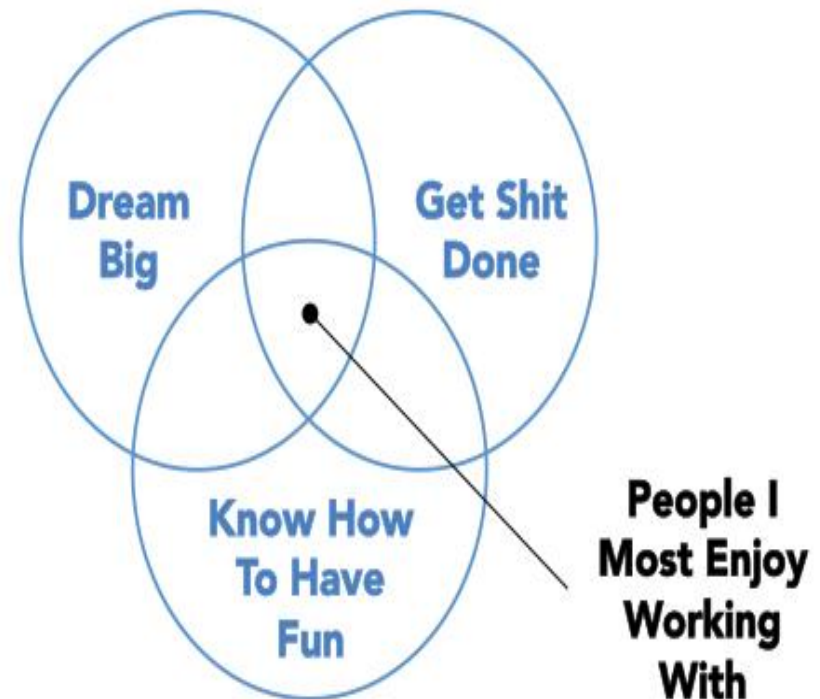 Dream
Big
Get Shit
Done
Know How
To Have
Fun
People I
Most Enjoy
Working
With